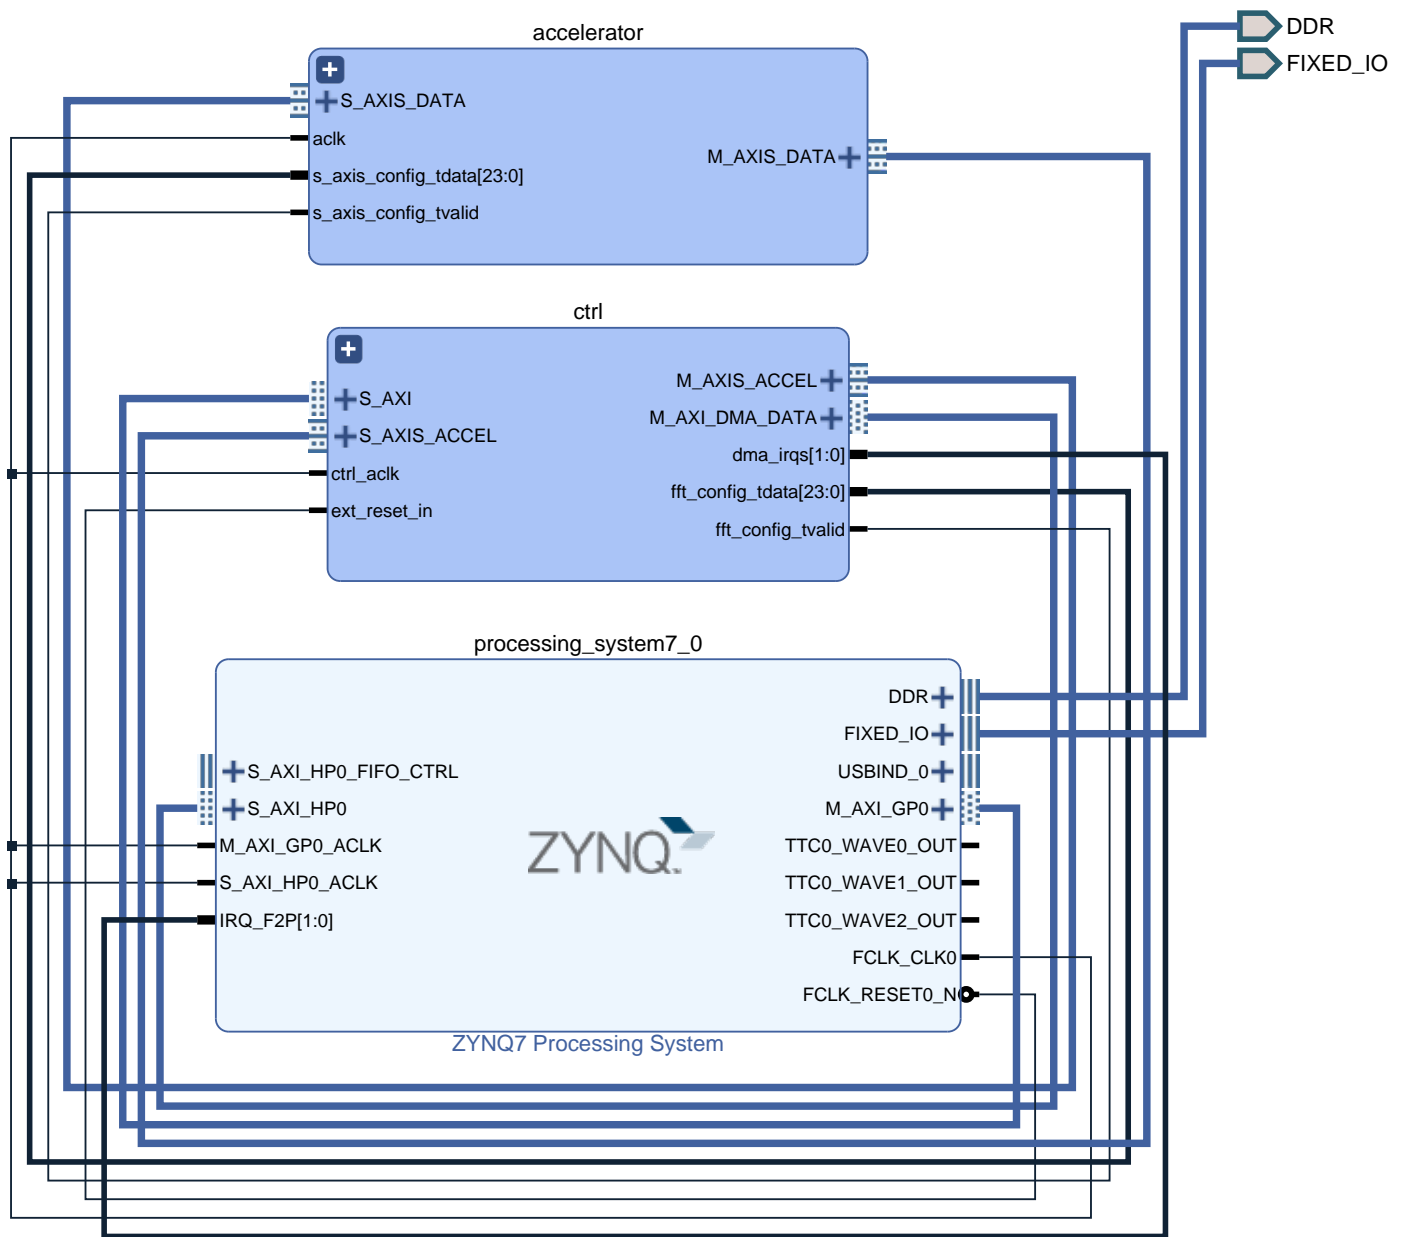 DDR
FIXED_IO
accelerator
S_AXIS_DATA
aclk
s_axis_config_tdata[23:0]
s_axis_config_tvalid
M_AXIS_DATA
ctrl
S_AXI
S_AXIS_ACCEL
ctrl_aclk
ext_reset_in
M_AXIS_ACCEL
M_AXI_DMA_DATA
dma_irqs[1:0]
fft_config_tdata[23:0]
fft_config_tvalid
processing_system7_0
S_AXI_HP0_FIFO_CTRL
S_AXI_HP0
M_AXI_GP0_ACLK
S_AXI_HP0_ACLK
IRQ_F2P[1:0]
ZYNQ
DDR
FIXED_IO
USBIND_0
M_AXI_GP0
TTC0_WAVE0_OUT
TTC0_WAVE1_OUT
TTC0_WAVE2_OUT
FCLK_CLK0
FCLK_RESET0_N
ZYNQ7 Processing System